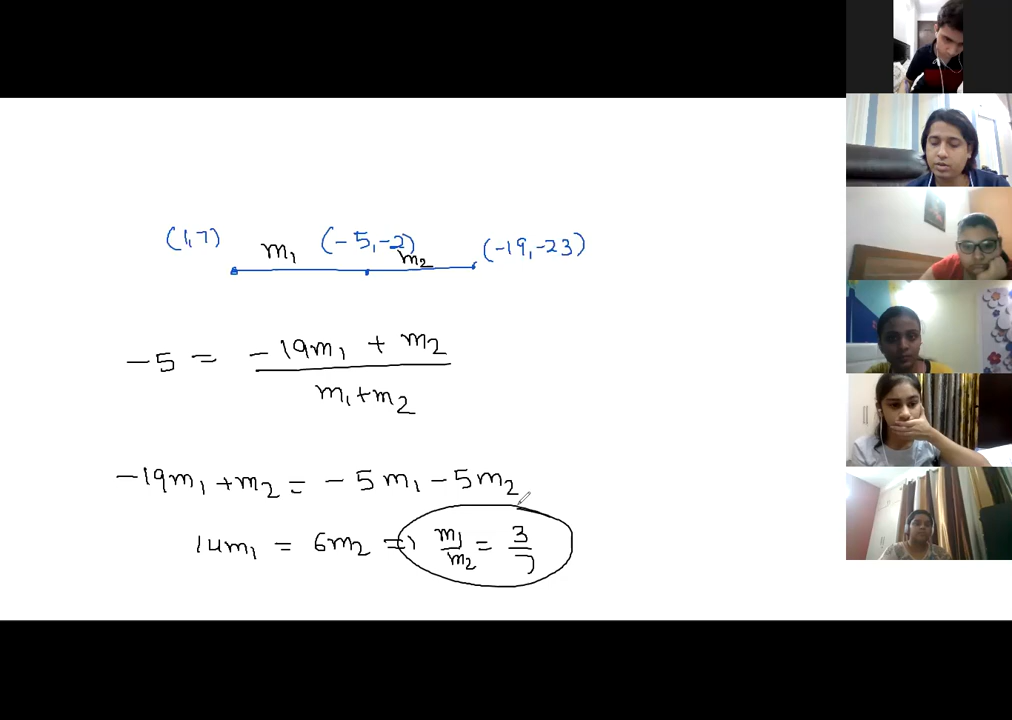 (1,7) m₁ (-5,-2) m₂ (-19,-23)
-5 = (-19m₁ + m₂)/(m₁+m₂)
-19m₁ + m₂ = -5m₁ - 5m₂
14m₁ = 6m₂ ⇒ m₁/m₂ = 3/7